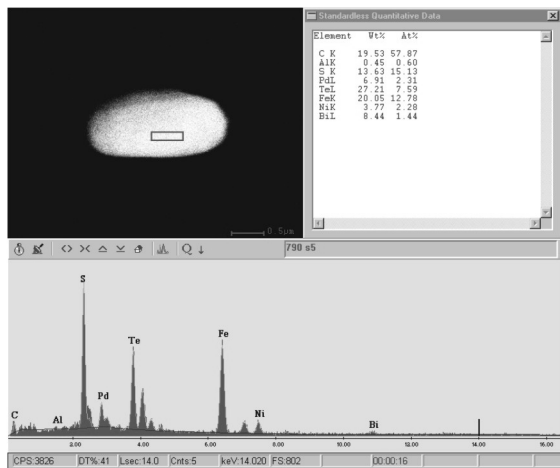 Standardless Quantitative Data
Element Wt% At%
C K 19.53 57.87
AlK 0.45 0.60
S K 13.63 15.13
PdL 6.91 2.31
TeL 27.21 7.59
FeK 20.05 12.78
NiK 3.77 2.28
BiL 8.44 1.44
0.5µm
790 s5
S
Te
Fe
Pd
Ni
C
Al
Bi
2.00 4.00 6.00 8.00 10.00 12.00 14.00 16.00
CPS:3826 DT%:41 Lsec:14.0 Cnts:5 keV:14.020 FS:802 00:00:16